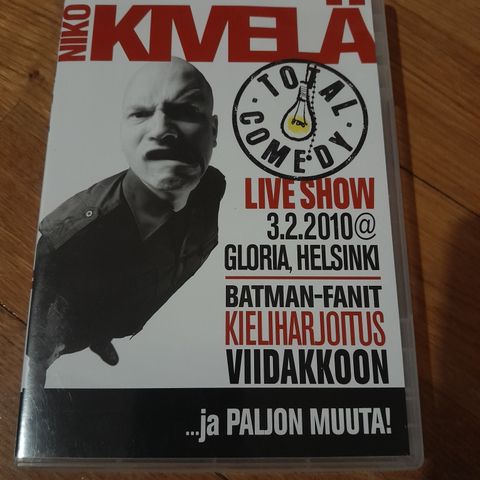 NIKO
KIVELÄ
TOTAL
COMEDY
LIVE SHOW
3.2.2010@
GLORIA, HELSINKI
BATMAN-FANIT
KIELIHARJOITUS
VIIDAKKOON
...ja PALJON MUUTA!